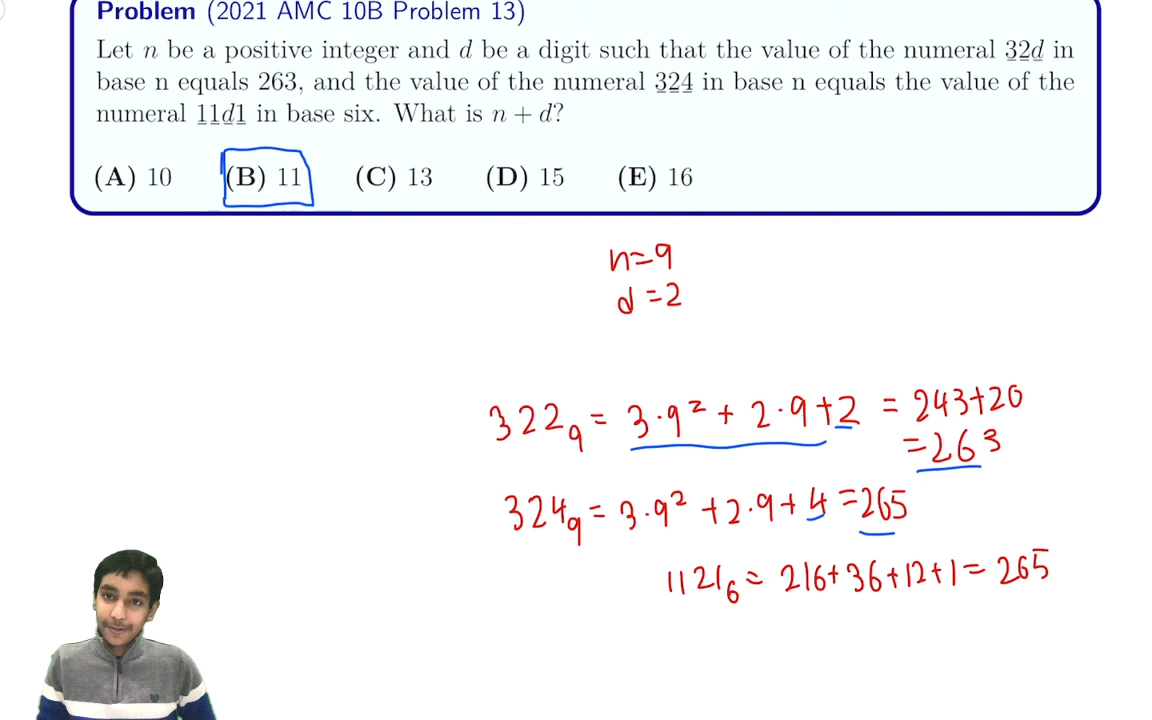 Problem (2021 AMC 10B Problem 13)
Let n be a positive integer and d be a digit such that the value of the numeral 32d in
base n equals 263, and the value of the numeral 324 in base n equals the value of the
numeral 11d1 in base six. What is n + d?
(A) 10 (B) 11 (C) 13 (D) 15 (E) 16
n=9
d=2
322₉ = 3·9² + 2·9+2 = 243+20
=263
324₉ = 3·9² +2·9+4 =265
1121₆ = 216+36+12+1= 265